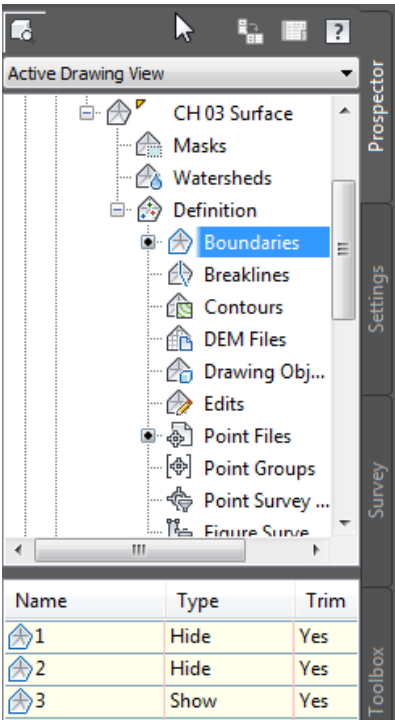 ?
Active Drawing View
CH 03 Surface
Masks
Watersheds
Definition
Boundaries
Breaklines
Contours
DEM Files
Drawing Obj...
Edits
Point Files
Point Groups
Point Survey ...
Figure Surve
Name Type Trim
1 Hide Yes
2 Hide Yes
3 Show Yes
Prospector
Settings
Survey
Toolbox